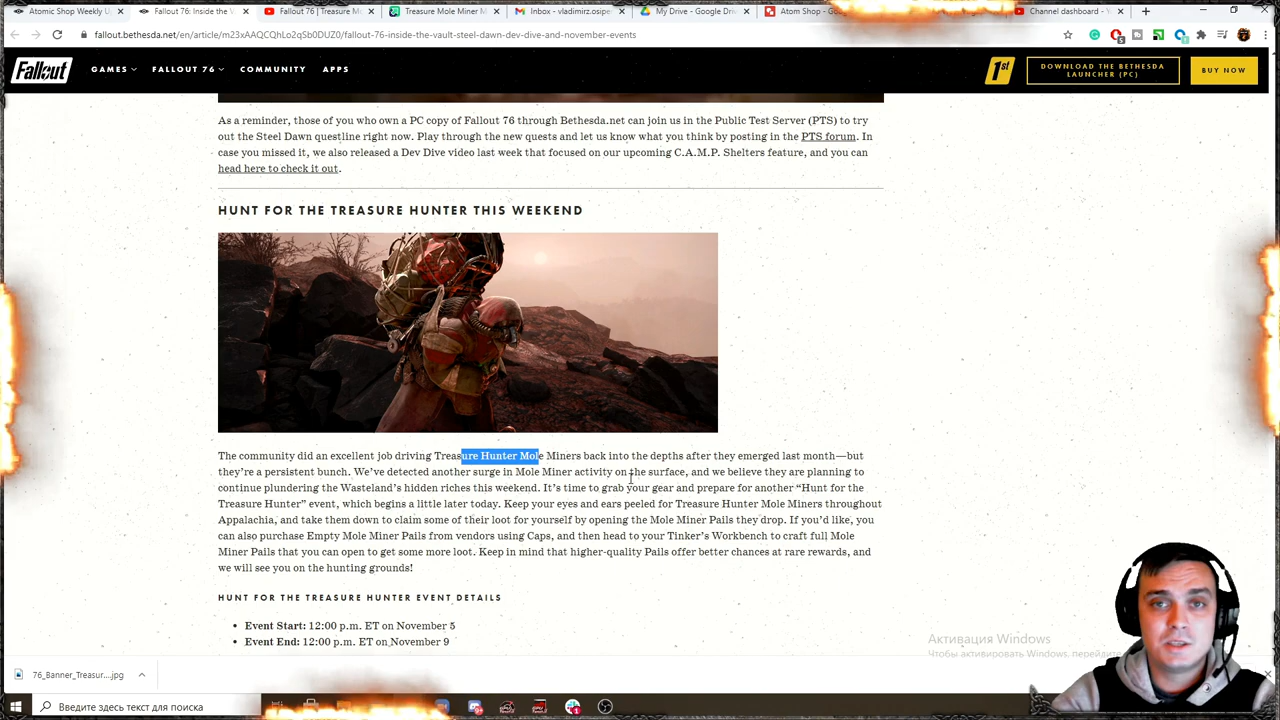 Atomic Shop Weekly U
Fallout 76: Inside the V
Fallout 76 | Treasure Mo
Treasure Mole Miner M
Inbox - vladimirz.osipe
My Drive - Google Driv
Atom Shop - Goo
Channel dashboard - Y
fallout.bethesda.net/en/article/m23xAAQCQhLo2qSb0DUZ0/fallout-76-inside-the-vault-steel-dawn-dev-dive-and-november-events
Fallout
GAMES
FALLOUT 76
COMMUNITY
APPS
1st
DOWNLOAD THE BETHESDA
LAUNCHER (PC)
BUY NOW
As a reminder, those of you who own a PC copy of Fallout 76 through Bethesda.net can join us in the Public Test Server (PTS) to try
out the Steel Dawn questline right now. Play through the new quests and let us know what you think by posting in the PTS forum. In
case you missed it, we also released a Dev Dive video last week that focused on our upcoming C.A.M.P. Shelters feature, and you can
head here to check it out.
HUNT FOR THE TREASURE HUNTER THIS WEEKEND
The community did an excellent job driving Treasure Hunter Mole Miners back into the depths after they emerged last month—but
they're a persistent bunch. We've detected another surge in Mole Miner activity on the surface, and we believe they are planning to
continue plundering the Wasteland's hidden riches this weekend. It's time to grab your gear and prepare for another "Hunt for the
Treasure Hunter" event, which begins a little later today. Keep your eyes and ears peeled for Treasure Hunter Mole Miners throughout
Appalachia, and take them down to claim some of their loot for yourself by opening the Mole Miner Pails they drop. If you'd like, you
can also purchase Empty Mole Miner Pails from vendors using Caps, and then head to your Tinker's Workbench to craft full Mole
Miner Pails that you can open to get some more loot. Keep in mind that higher-quality Pails offer better chances at rare rewards, and
we will see you on the hunting grounds!
HUNT FOR THE TREASURE HUNTER EVENT DETAILS
Event Start: 12:00 p.m. ET on November 5
Event End: 12:00 p.m. ET on November 9
Активация Windows
Чтобы активировать Windows, перейдите
76_Banner_Treasur....jpg
Введите здесь текст для поиска